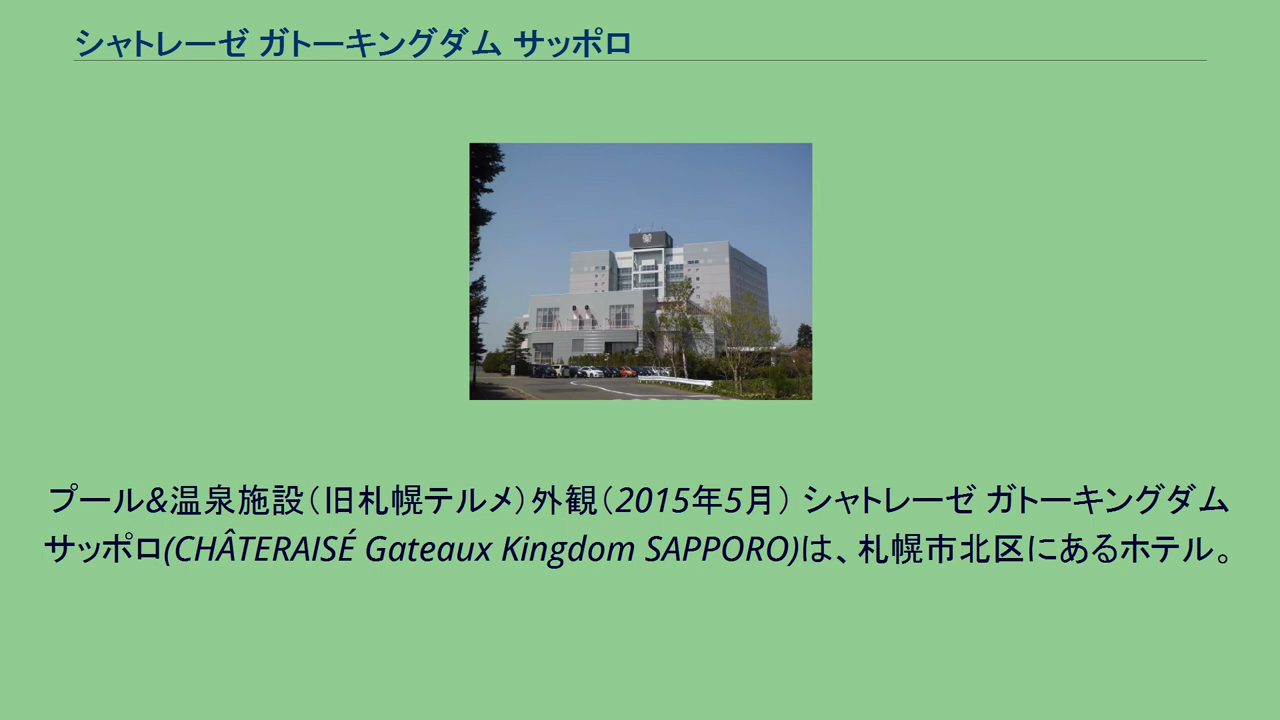 シャトレーゼ ガトーキングダム サッポロ
プール&温泉施設（旧札幌テルメ）外観（2015年5月） シャトレーゼ ガトーキングダム
サッポロ(CHÂTERAISÉ Gateaux Kingdom SAPPORO)は、札幌市北区にあるホテル。